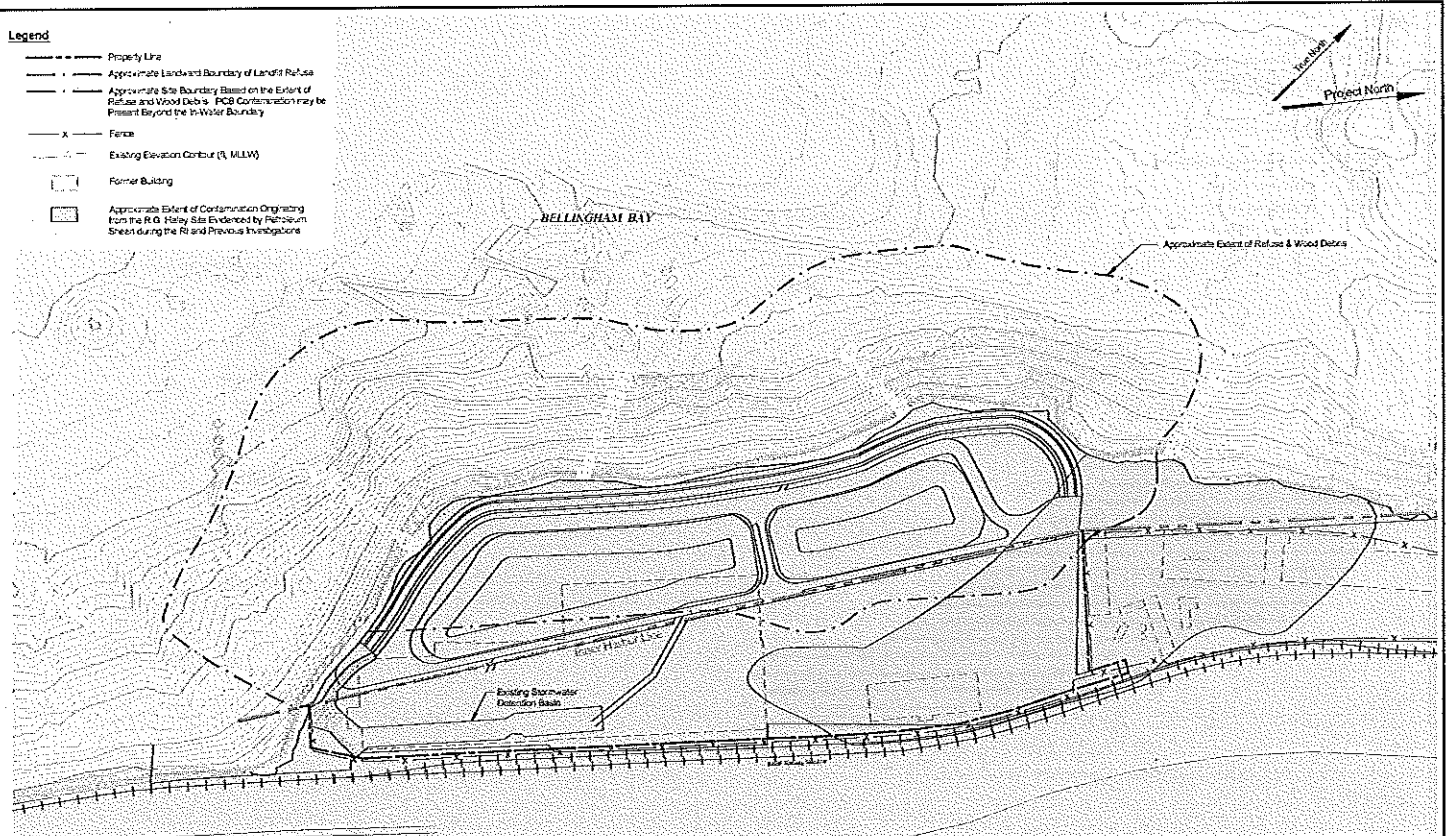 Legend
Property Line
Approximate Landward Boundary of Landfill Refuse
Approximate Site Boundary Based on the Extent of
Refuse and Wood Debris. PCB Contamination may be
Present Beyond the In-Water Boundary
x Fence
Existing Elevation Contour (ft, MLLW)
Former Building
Approximate Extent of Contamination Originating
from the R.G. Haley Site Evidenced by Petroleum
Sheen during the RI and Previous Investigations
True North
Project North
BELLINGHAM BAY
Approximate Extent of Refuse & Wood Debris
Inner Harbor Line
Existing Stormwater
Detention Basin